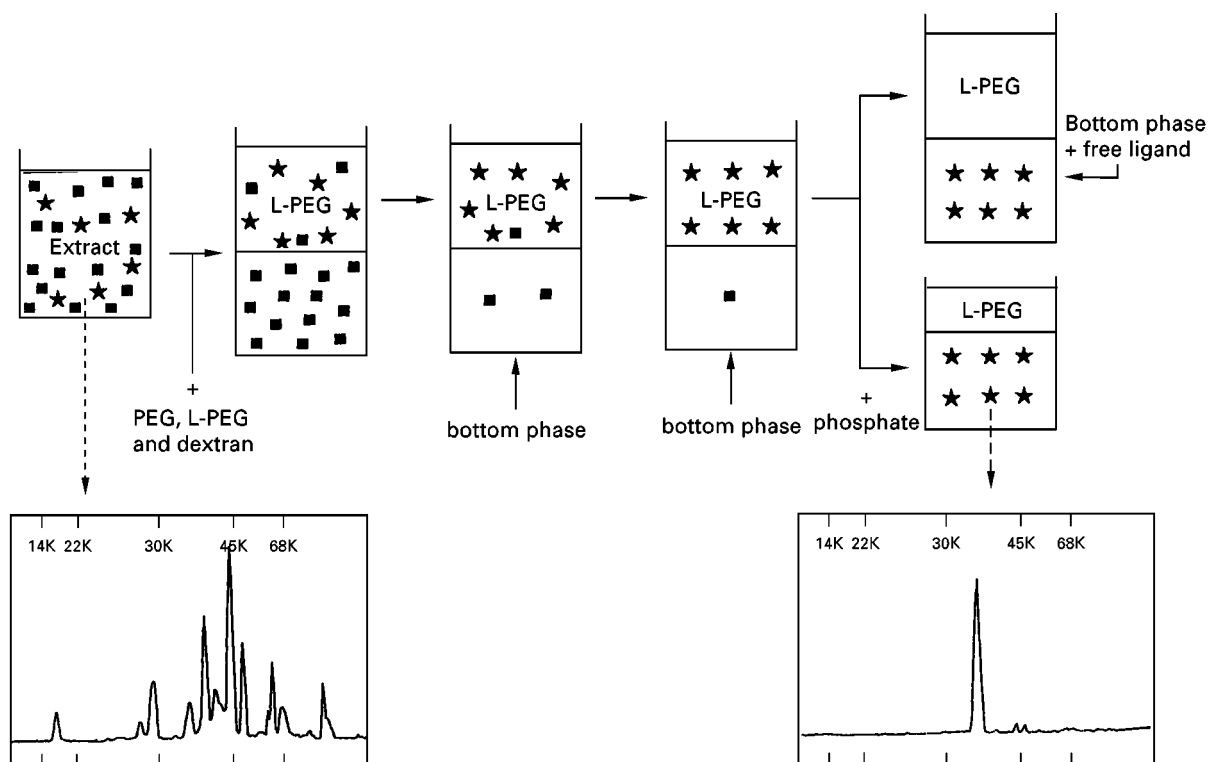 Extract
+
PEG, L-PEG
and dextran
L-PEG
L-PEG
bottom phase
L-PEG
bottom phase
+
phosphate
L-PEG
Bottom phase
+ free ligand
L-PEG
14K 22K 30K 45K 68K
14K 22K 30K 45K 68K